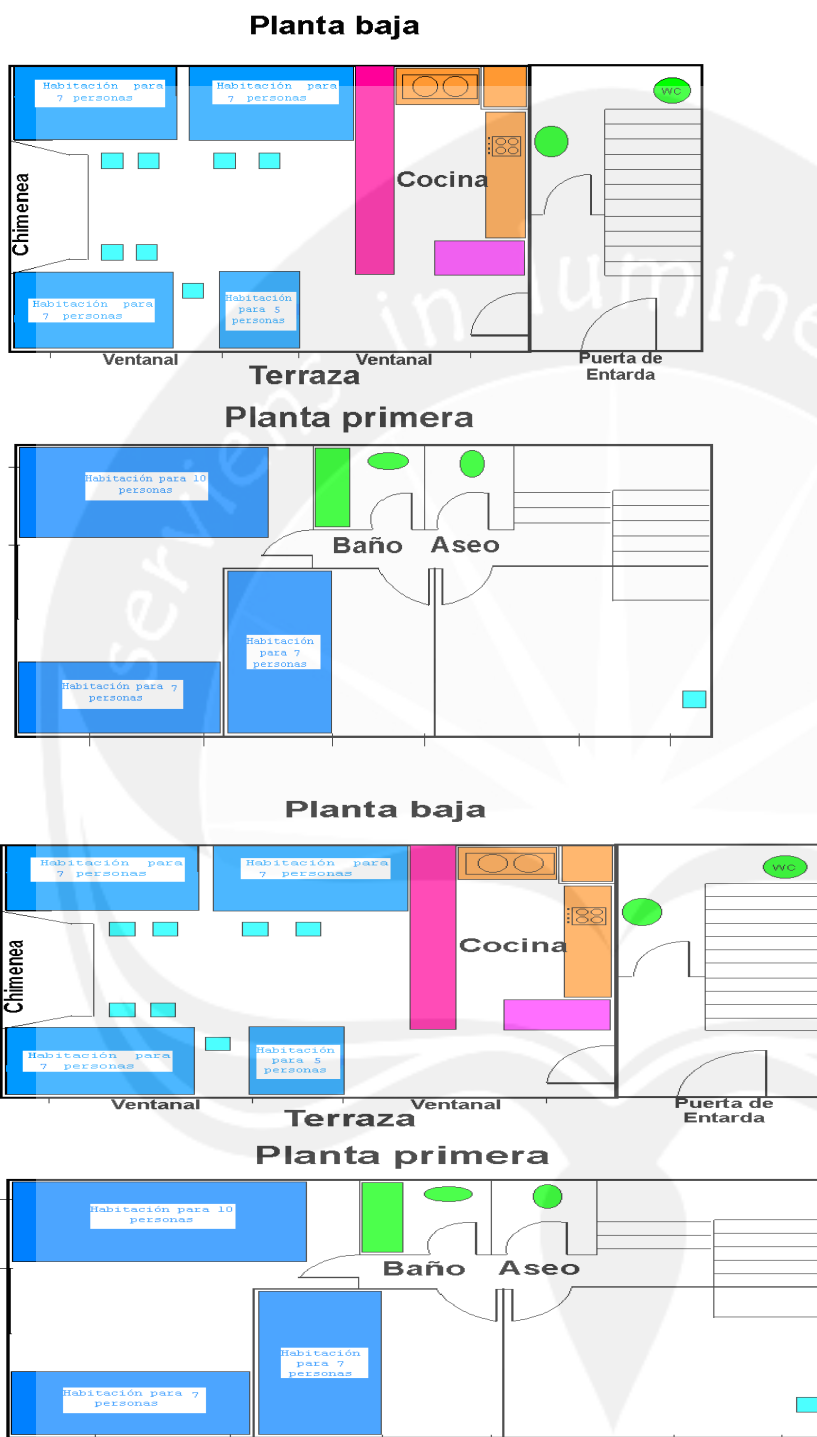 Planta baja
Habitación para
7 personas
Habitación para
7 personas
WC
Cocina
Chimenea
Habitación para
7 personas
Habitación
para 5
personas
Ventanal
Ventanal
Puerta de
Entarda
Terraza
Planta primera
Habitación para 10
personas
Baño
Aseo
Habitación
para 7
personas
Habitación para 7
personas
serviens in lumine
Planta baja
Habitación para
7 personas
Habitación para
7 personas
WC
Cocina
Chimenea
Habitación para
7 personas
Habitación
para 5
personas
Ventanal
Ventanal
Puerta de
Entarda
Terraza
Planta primera
Habitación para 10
personas
Baño
Aseo
Habitación
para 7
personas
Habitación para 7
personas